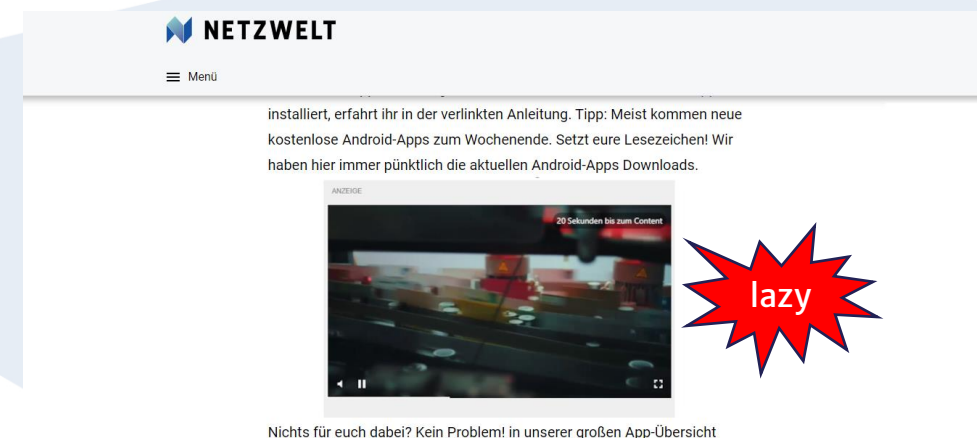 NETZWELT
Menü
installiert, erfahrt ihr in der verlinkten Anleitung. Tipp: Meist kommen neue
kostenlose Android-Apps zum Wochenende. Setzt eure Lesezeichen! Wir
haben hier immer pünktlich die aktuellen Android-Apps Downloads.
ANZEIGE
20 Sekunden bis zum Content
lazy
Nichts für euch dabei? Kein Problem! in unserer großen App-Übersicht